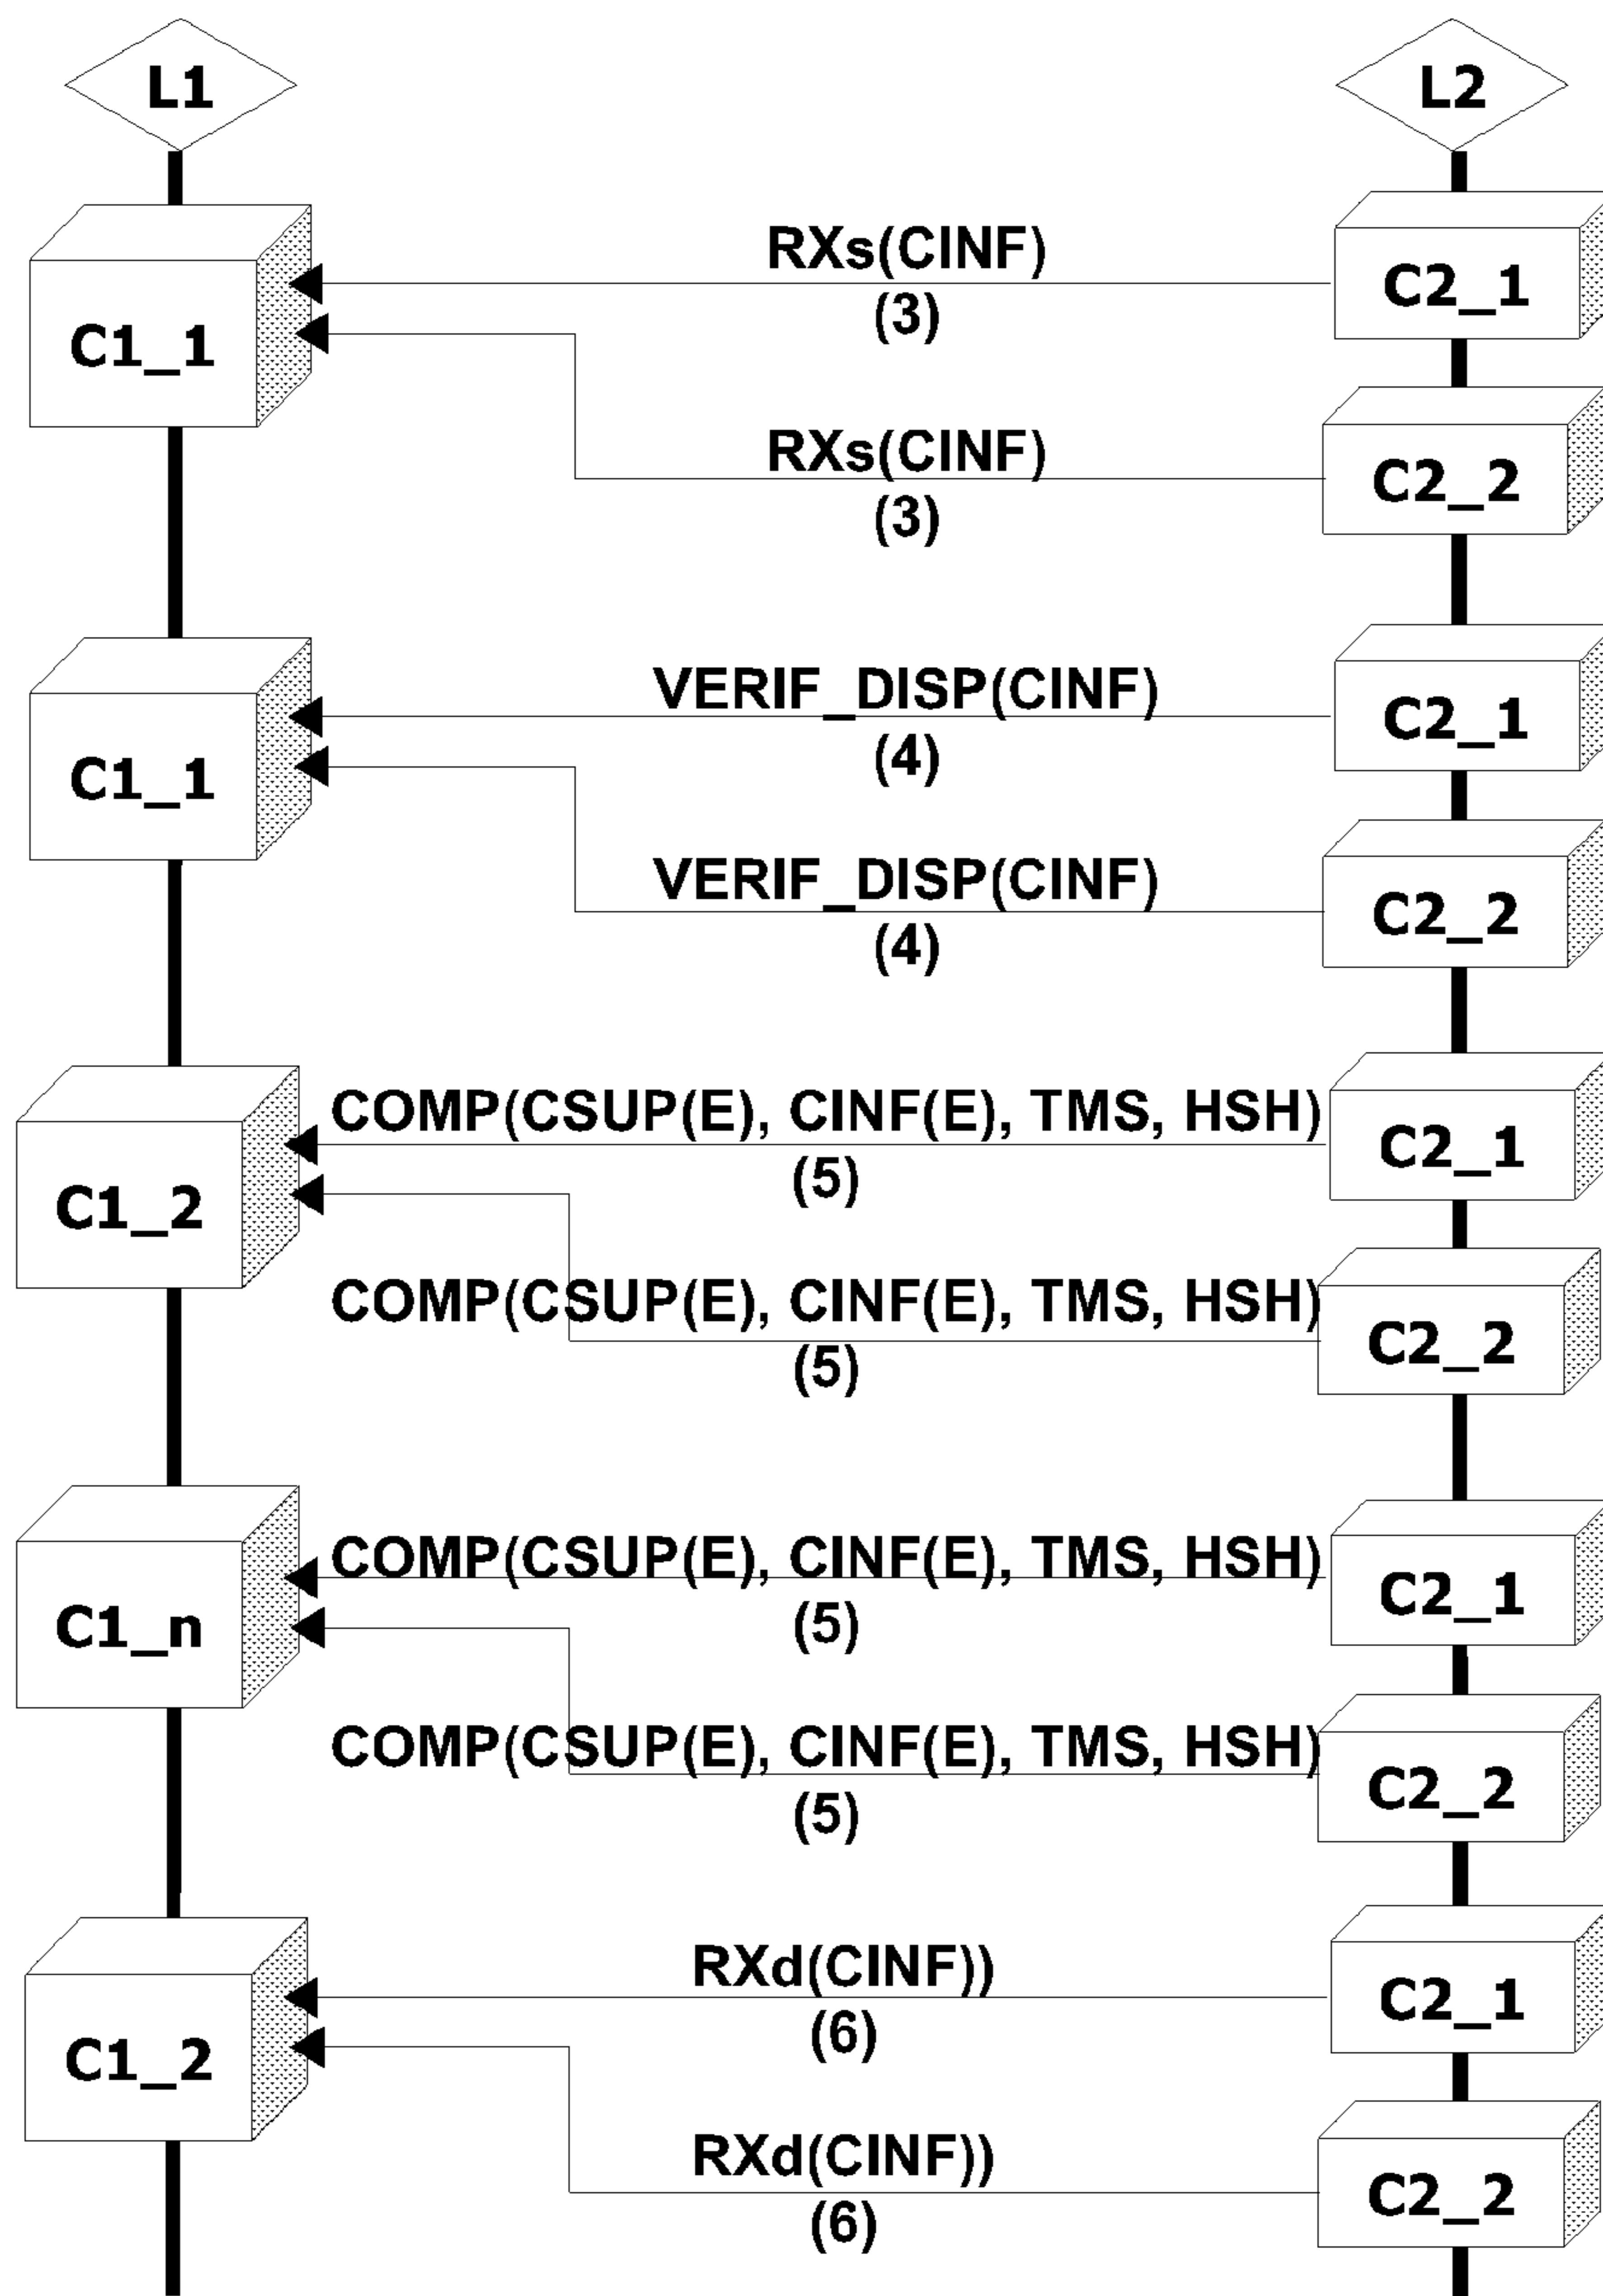 L1
L2
RXs(CINF)
(3)
C2_1
C1_1
RXs(CINF)
(3)
C2_2
VERIF_DISP(CINF)
(4)
C2_1
C1_1
VERIF_DISP(CINF)
(4)
C2_2
COMP(CSUP(E), CINF(E), TMS, HSH)
(5)
C2_1
C1_2
COMP(CSUP(E), CINF(E), TMS, HSH)
(5)
C2_2
COMP(CSUP(E), CINF(E), TMS, HSH)
(5)
C2_1
C1_n
COMP(CSUP(E), CINF(E), TMS, HSH)
(5)
C2_2
RXd(CINF))
(6)
C2_1
C1_2
RXd(CINF))
(6)
C2_2